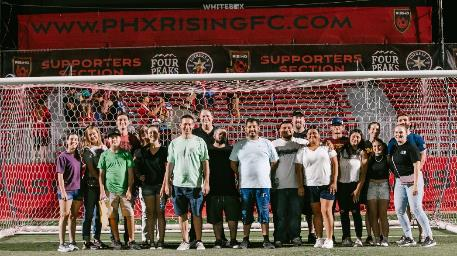 WHITEBOX
WWW.PHXRISINGFC.COM
SUPPORTERS SECTION
FOUR PEAKS
SUPPORTERS SECTION
FOUR PEAKS